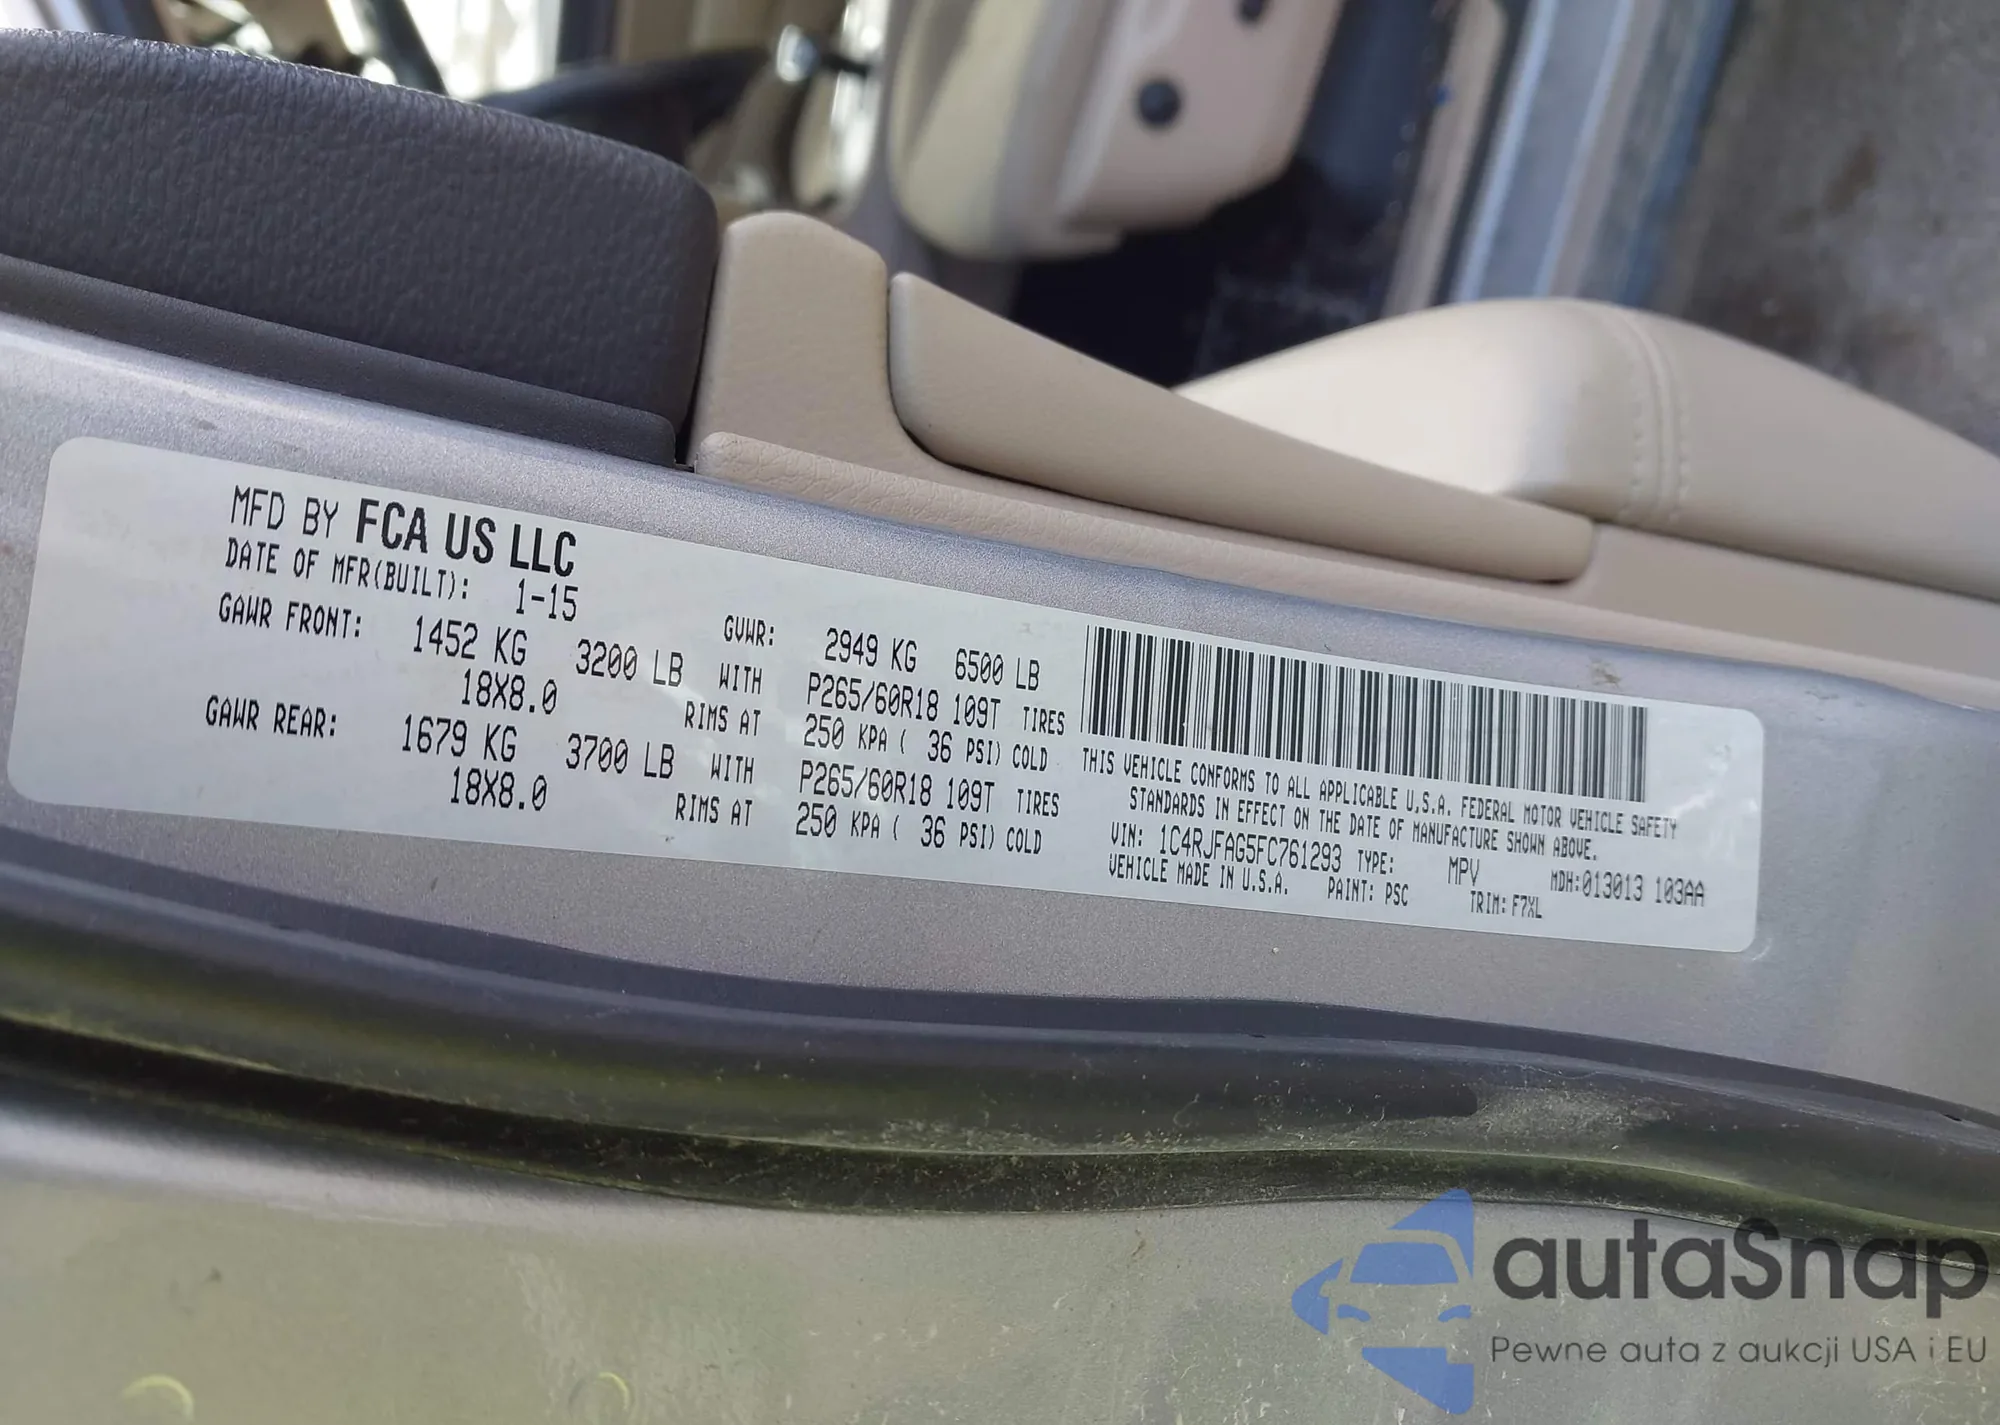 MFD BY FCA US LLC
DATE OF MFR(BUILT): 1-15
GVWR: 2949 KG 6500 LB
GAWR FRONT: 1452 KG 3200 LB WITH P265/60R18 109T TIRES
18X8.0 RIMS AT 250 KPA ( 36 PSI) COLD
GAWR REAR: 1679 KG 3700 LB WITH P265/60R18 109T TIRES
18X8.0 RIMS AT 250 KPA ( 36 PSI) COLD
THIS VEHICLE CONFORMS TO ALL APPLICABLE U.S.A. FEDERAL MOTOR VEHICLE SAFETY
STANDARDS IN EFFECT ON THE DATE OF MANUFACTURE SHOWN ABOVE.
VIN: 1C4RJFAG5FC761293 TYPE: MPV MDH:013013 103AA
VEHICLE MADE IN U.S.A. PAINT: PSC TRIM: F7XL
autaSnap
Pewne auta z aukcji USA i EU